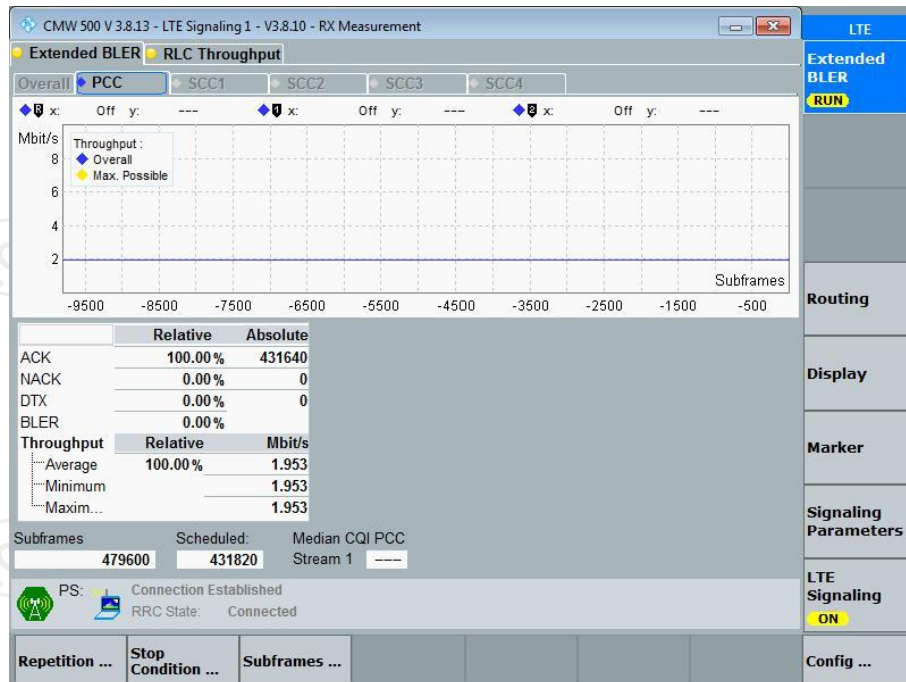 CMW 500 V 3.8.13 - LTE Signaling 1 - V3.8.10 - RX Measurement
Extended BLER RLC Throughput
Overall PCC SCC1 SCC2 SCC3 SCC4
x: Off y: --- x: Off y: --- x: Off y: ---
Mbit/s
Throughput :
Overall
Max. Possible
8
6
4
2
Subframes
-9500 -8500 -7500 -6500 -5500 -4500 -3500 -2500 -1500 -500
Relative Absolute
ACK 100.00 % 431640
NACK 0.00 % 0
DTX 0.00 % 0
BLER 0.00 %
Throughput Relative Mbit/s
Average 100.00 % 1.953
Minimum 1.953
Maxim... 1.953
Subframes Scheduled: Median CQI PCC
479600 431820 Stream 1 ---
PS: Connection Established
RRC State: Connected
Repetition ... Stop Condition ... Subframes ...
LTE
Extended
BLER
RUN
Routing
Display
Marker
Signaling
Parameters
LTE
Signaling
ON
Config ...